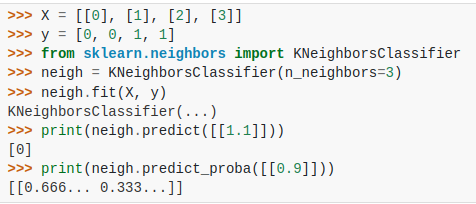 >>> X = [[0], [1], [2], [3]]
>>> y = [0, 0, 1, 1]
>>> from sklearn.neighbors import KNeighborsClassifier
>>> neigh = KNeighborsClassifier(n_neighbors=3)
>>> neigh.fit(X, y)
KNeighborsClassifier(...)
>>> print(neigh.predict([[1.1]]))
[0]
>>> print(neigh.predict_proba([[0.9]]))
[[0.666... 0.333...]]